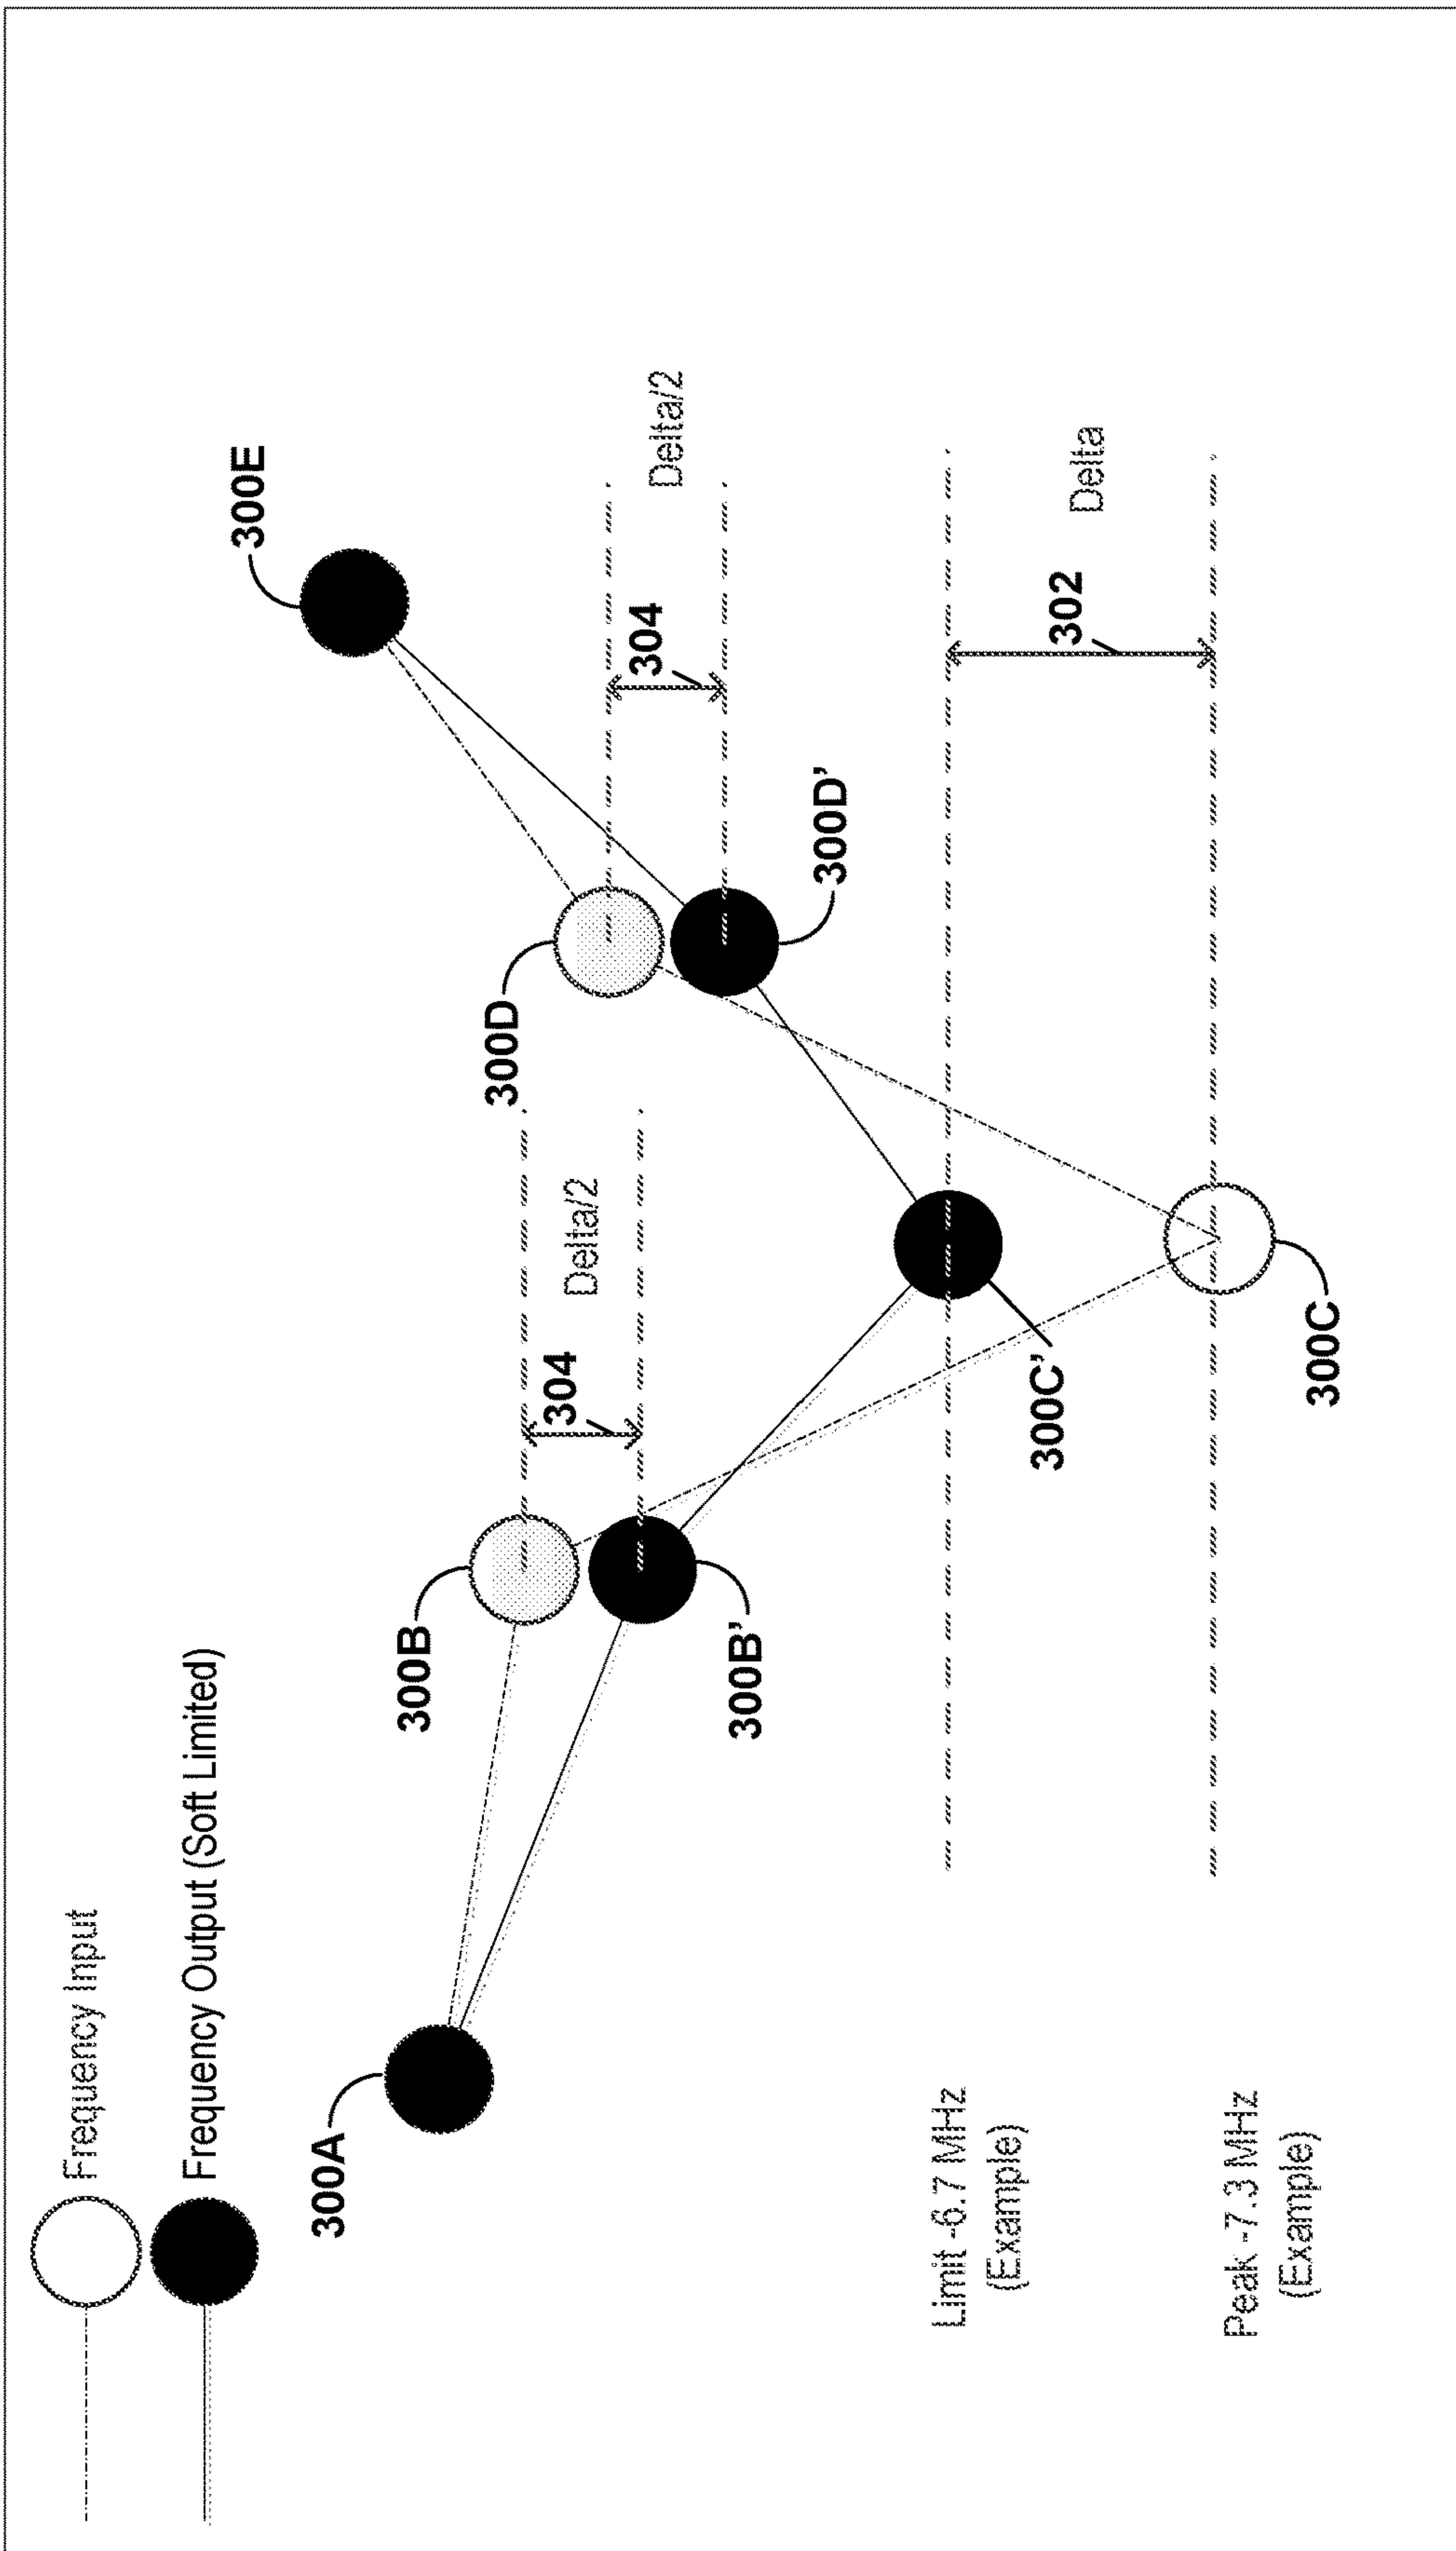 Frequency Input
Frequency Output (Soft Limited)
300A
300B
300B'
304
Delta/2
300C'
300C
300D
300D'
304
Delta/2
300E
302
Delta
Limit -6.7 MHz
(Example)
Peak -7.3 MHz
(Example)